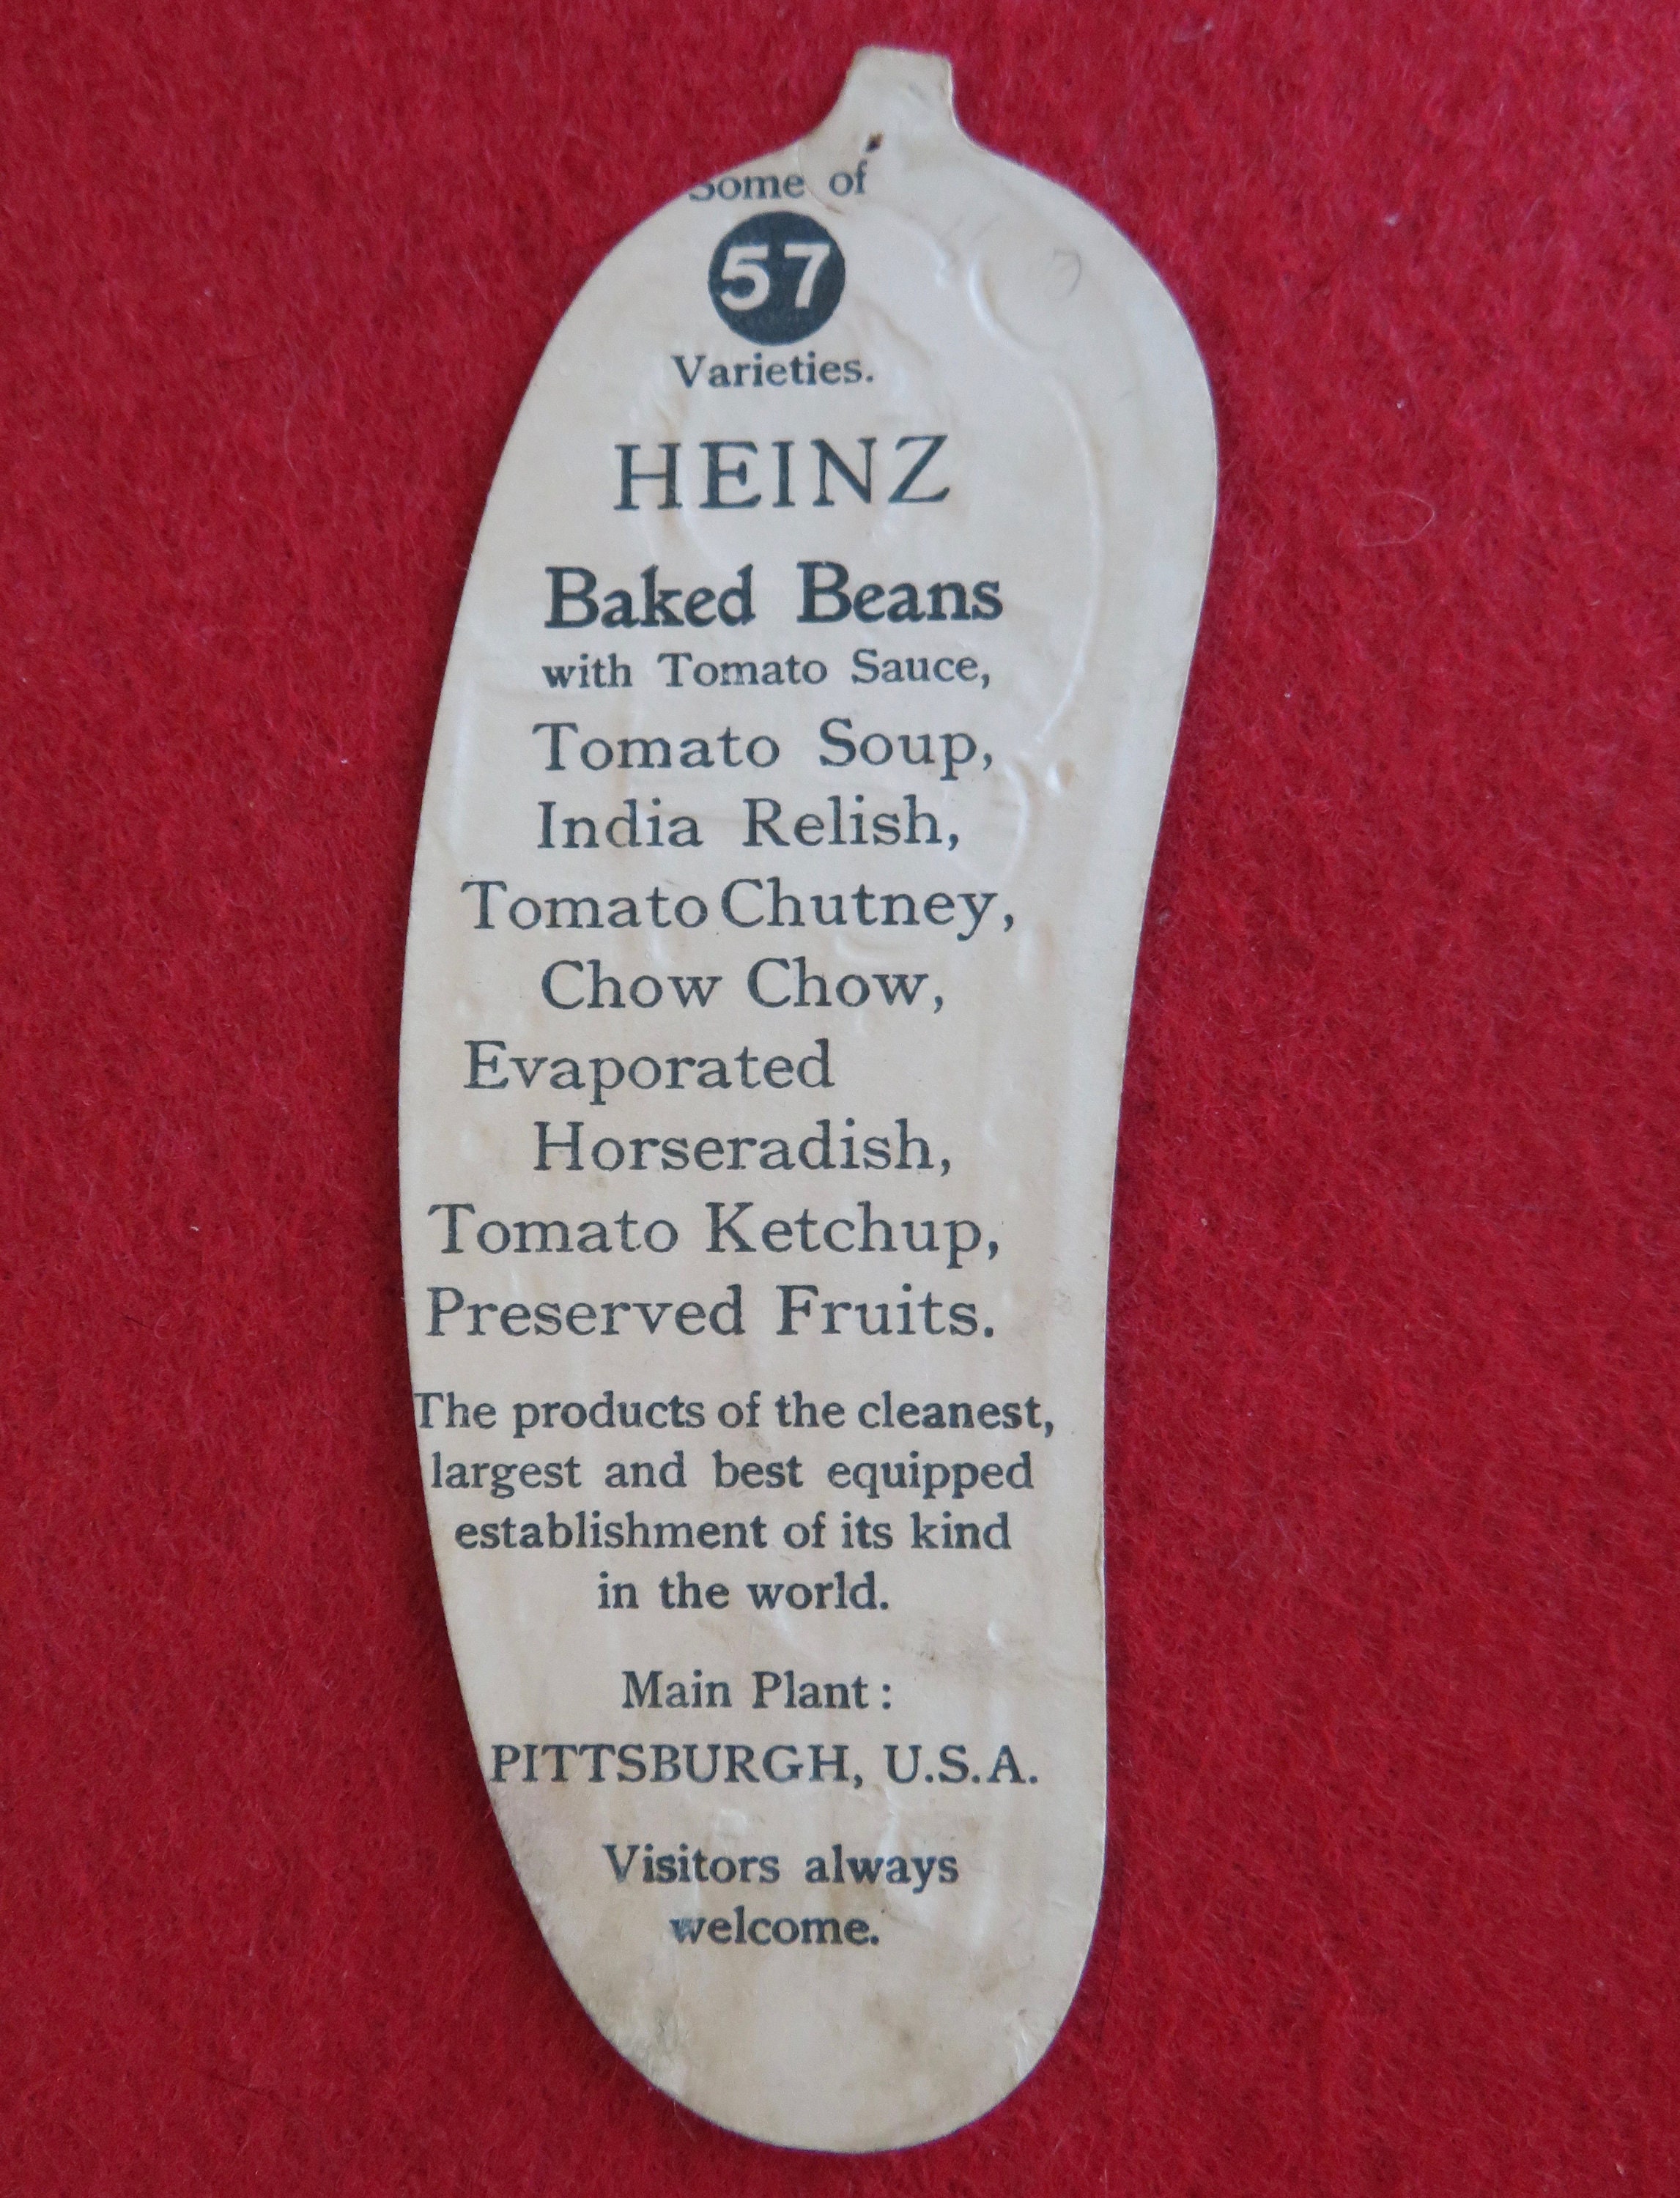 Some of
57
Varieties.
HEINZ
Baked Beans
with Tomato Sauce,
Tomato Soup,
India Relish,
Tomato Chutney,
Chow Chow,
Evaporated
Horseradish,
Tomato Ketchup,
Preserved Fruits.
The products of the cleanest,
largest and best equipped
establishment of its kind
in the world.
Main Plant:
PITTSBURGH, U.S.A.
Visitors always
welcome.